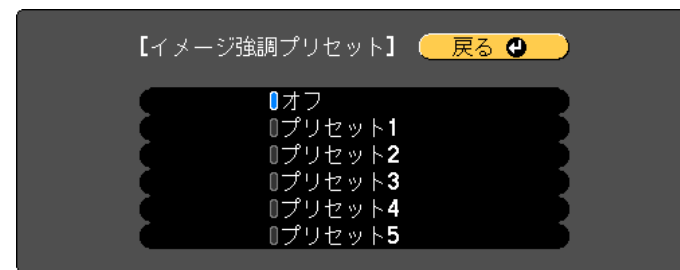 【イメージ強調プリセット】 戻る
オフ
プリセット1
プリセット2
プリセット3
プリセット4
プリセット5